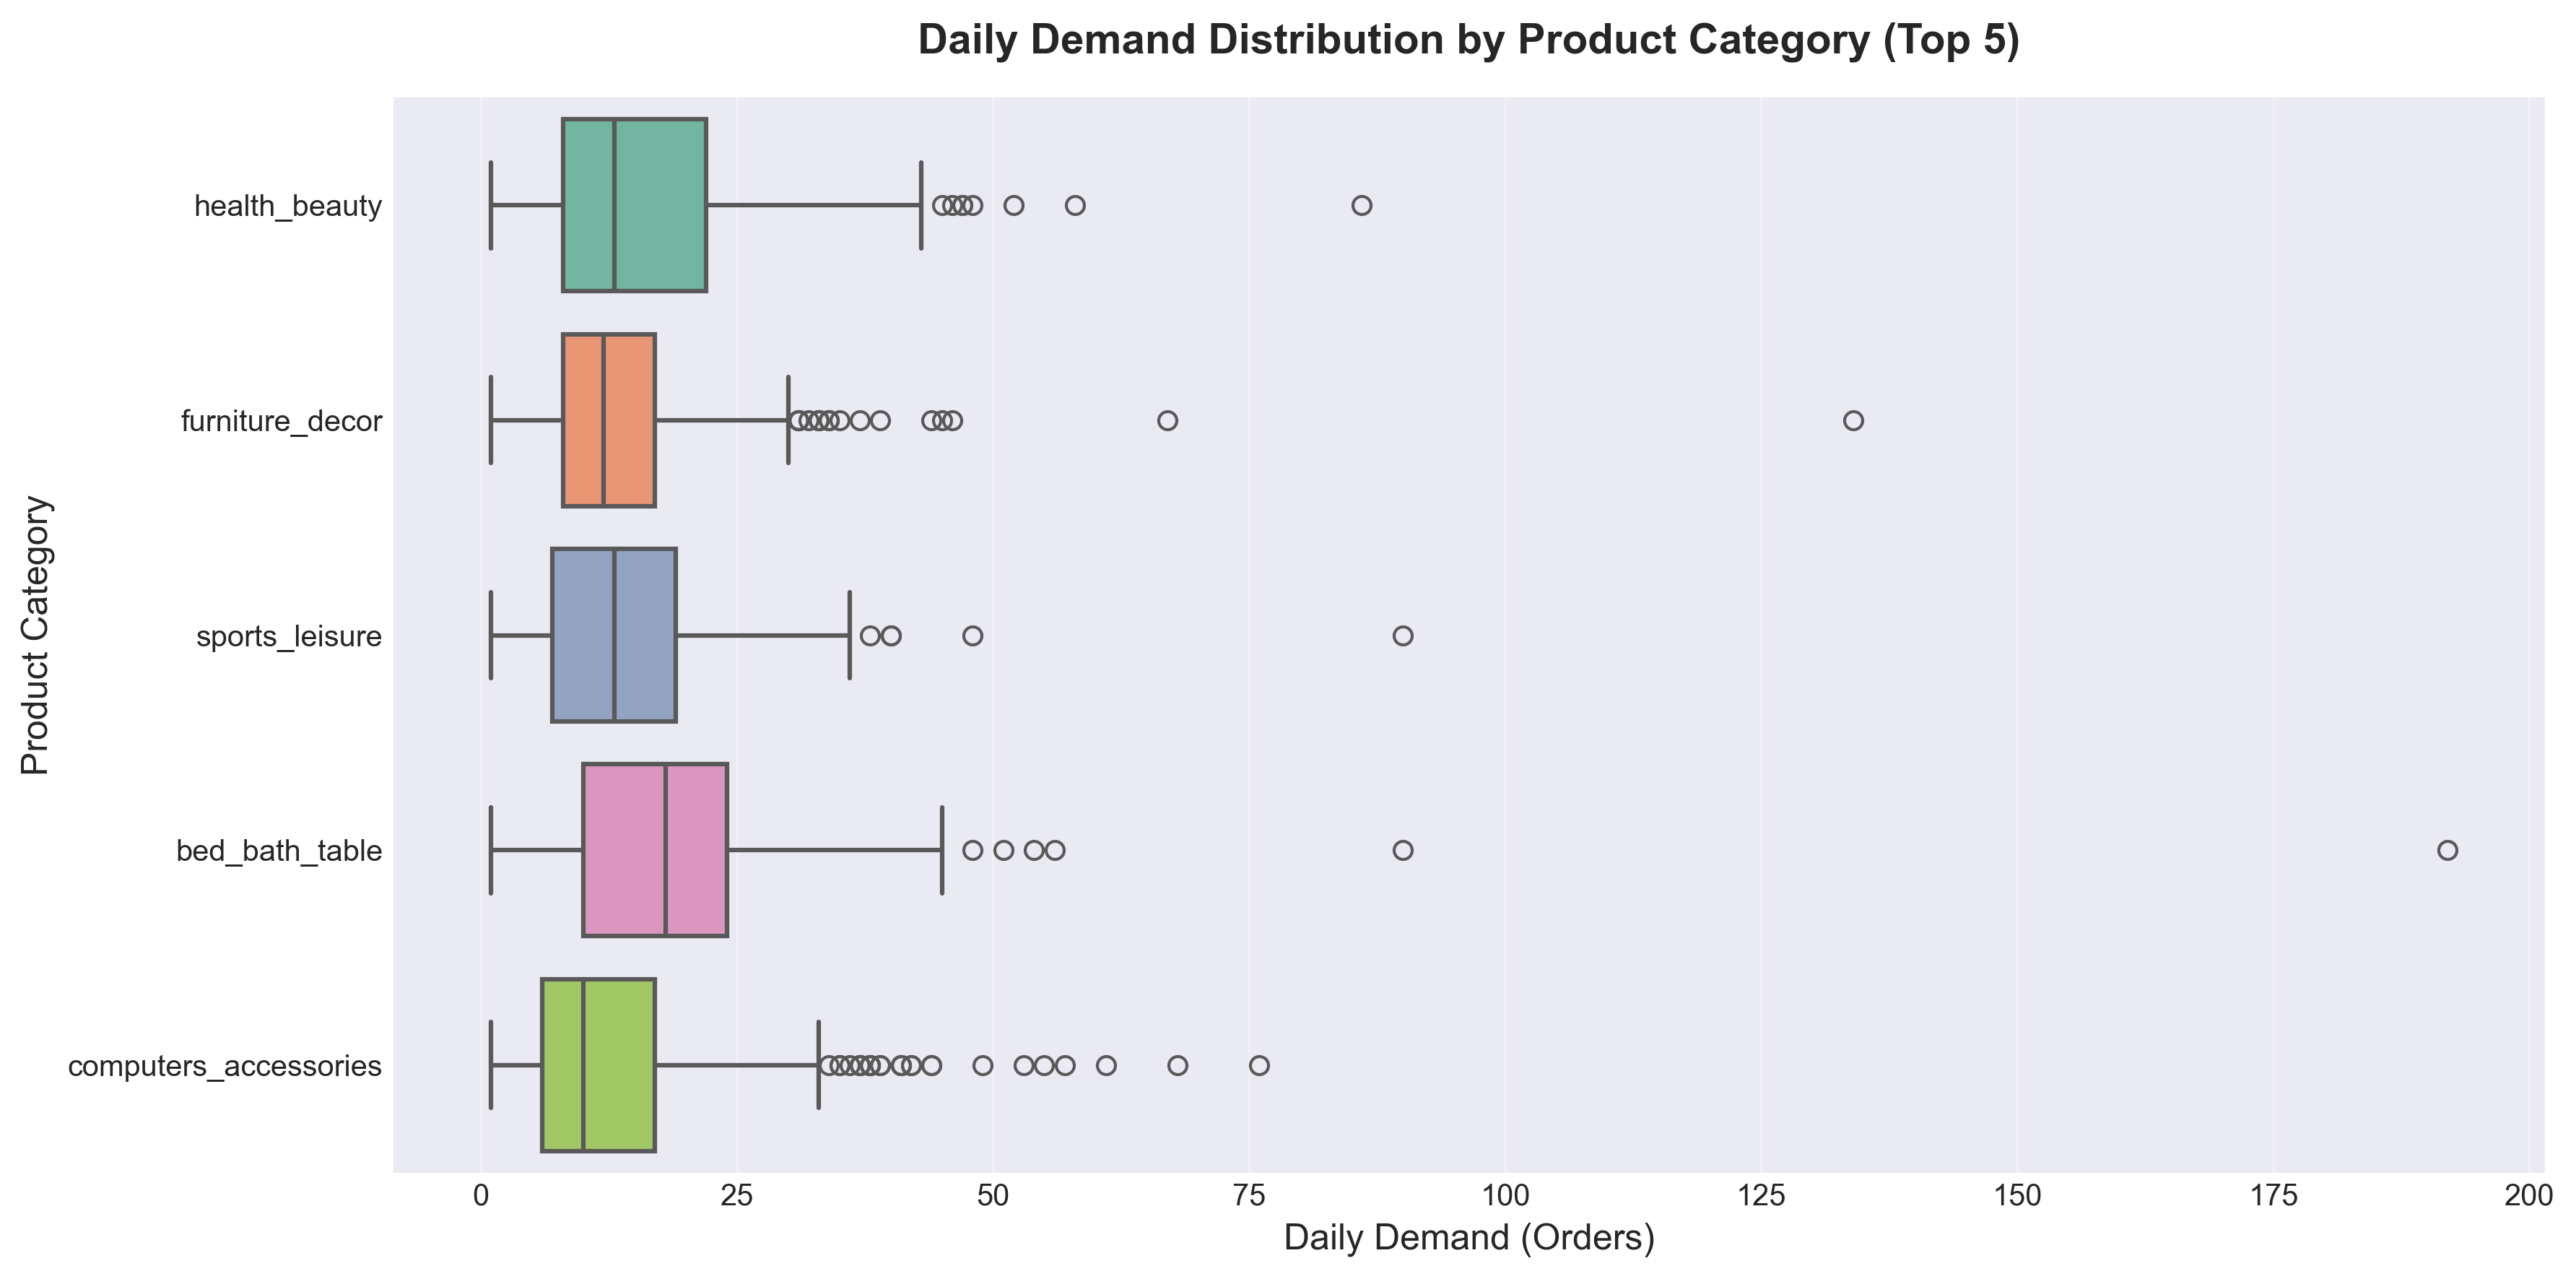 Daily Demand Distribution by Product Category (Top 5)
Product Category
health_beauty
furniture_decor
sports_leisure
bed_bath_table
computers_accessories
0 25 50 75 100 125 150 175 200
Daily Demand (Orders)